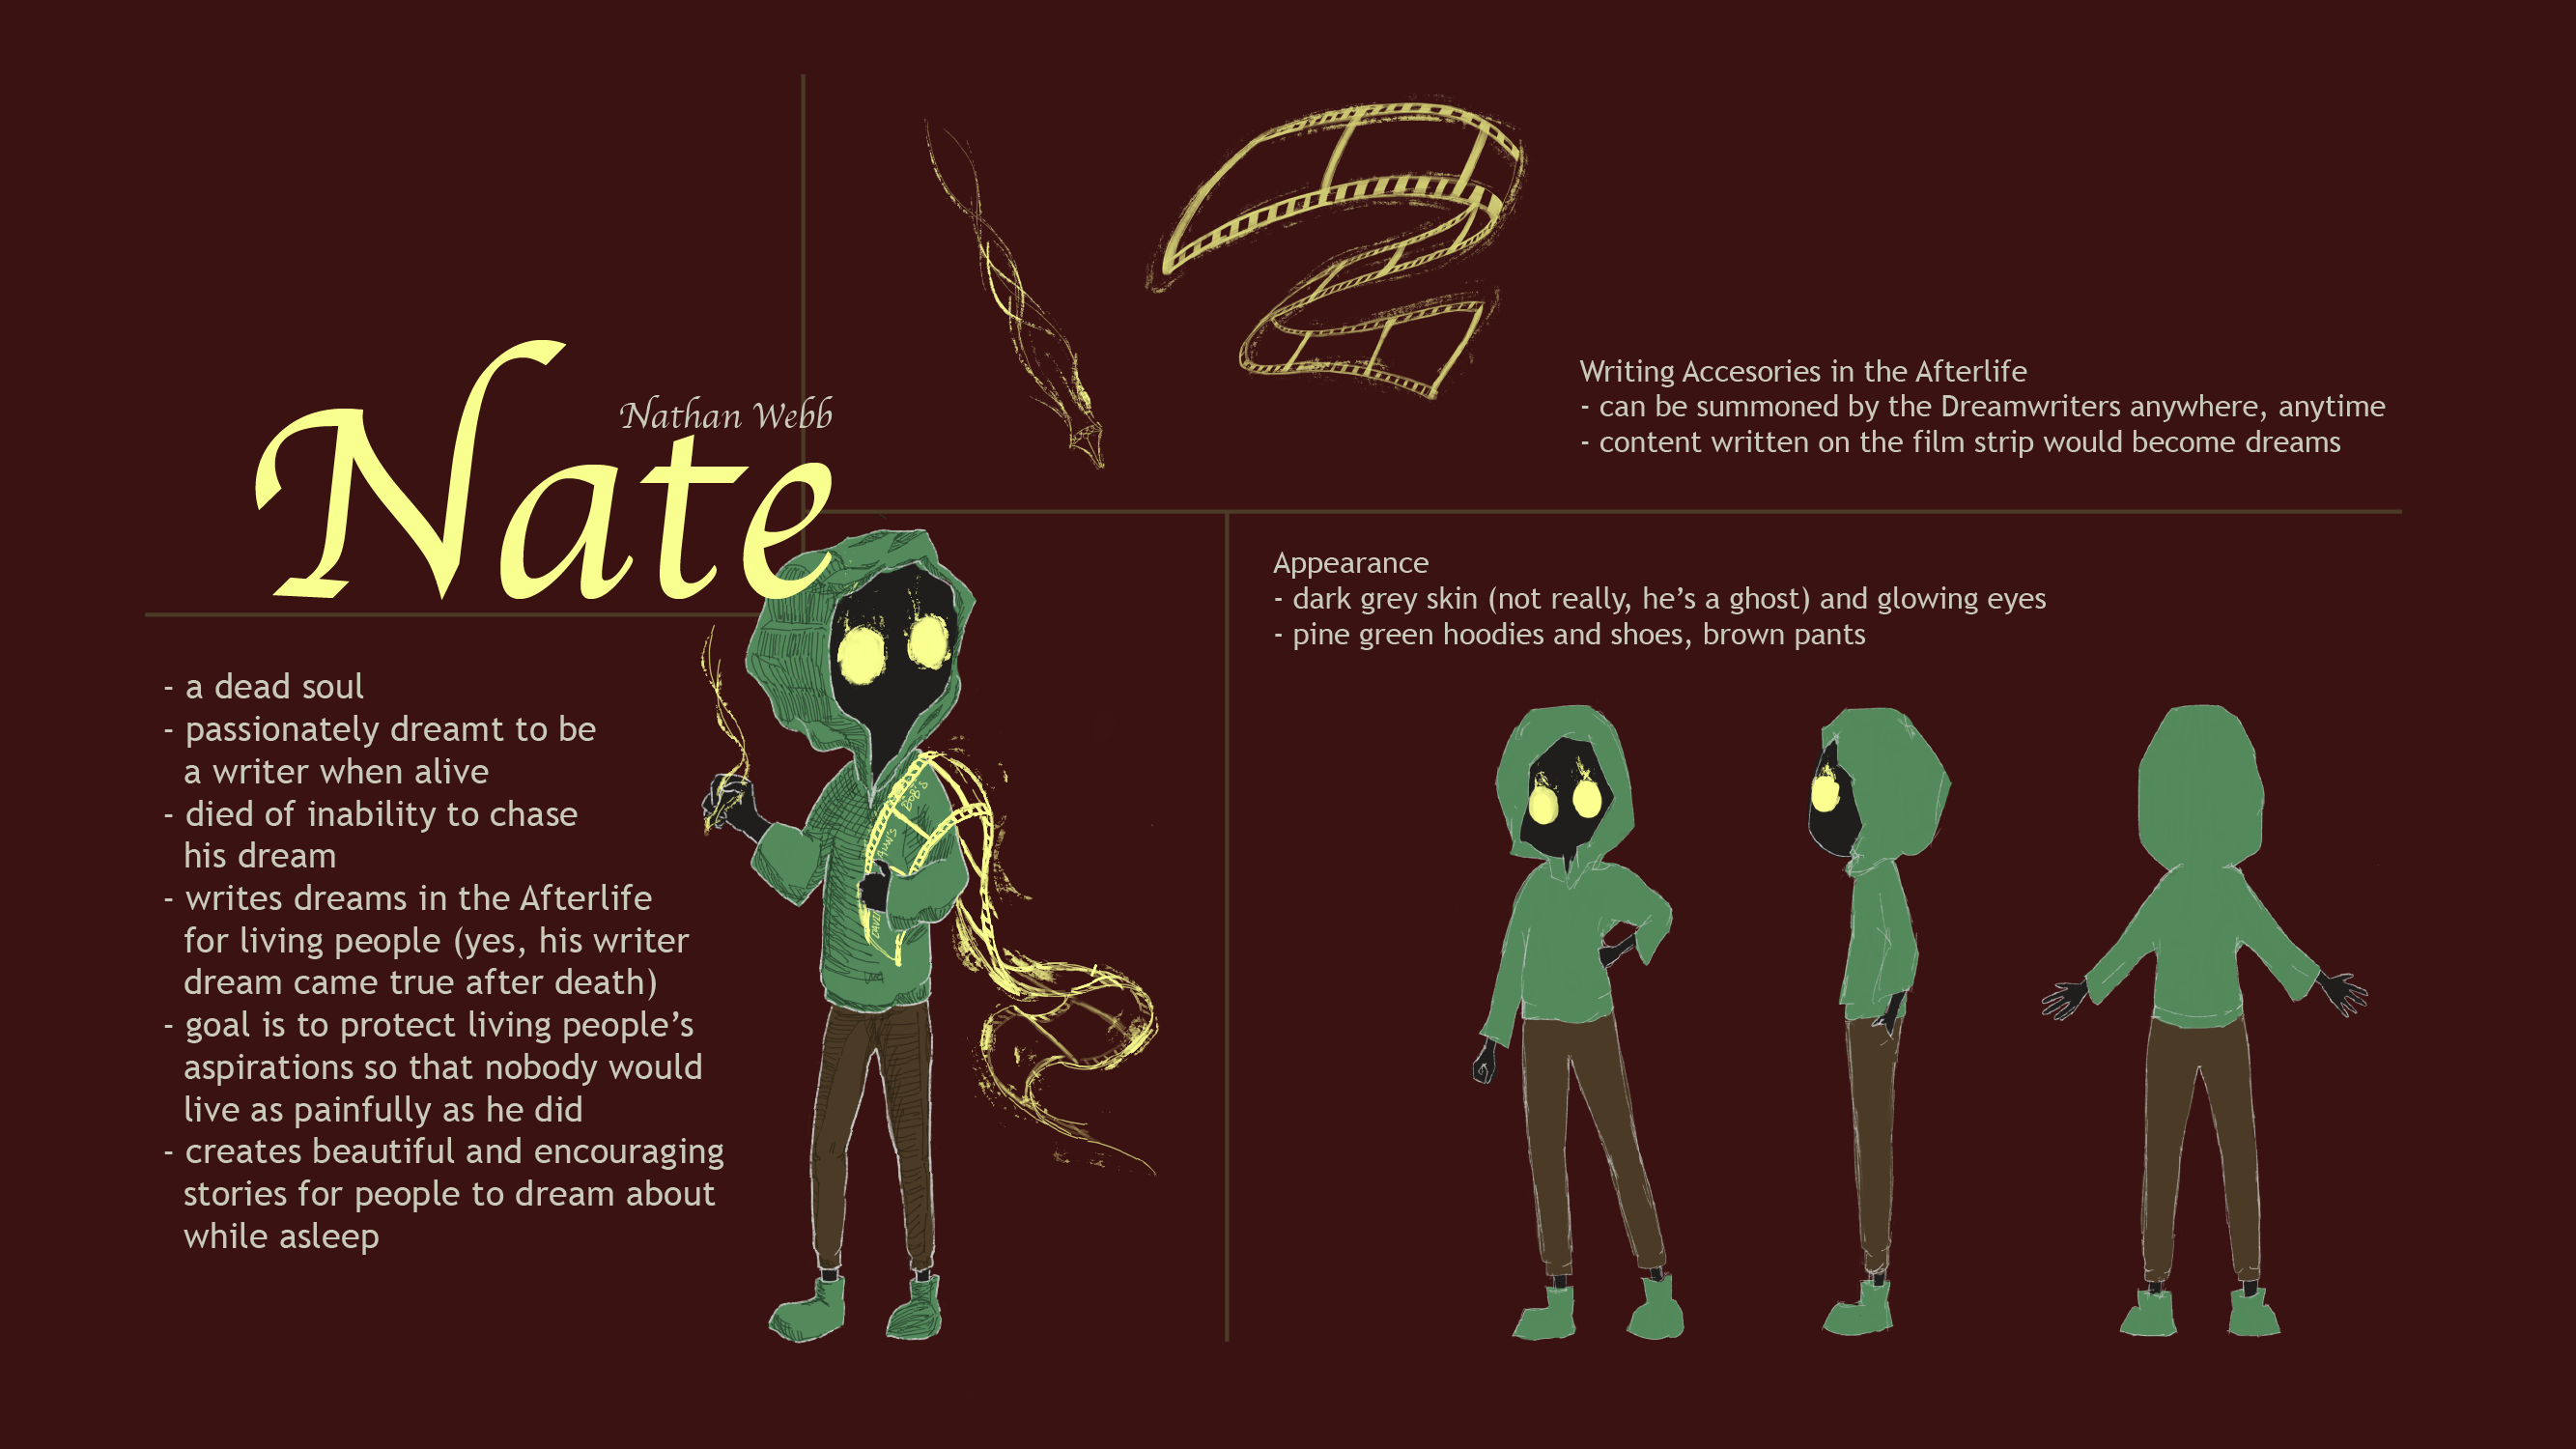 Nathan Webb
Nate
- a dead soul
- passionately dreamt to be
a writer when alive
- died of inability to chase
his dream
- writes dreams in the Afterlife
for living people (yes, his writer
dream came true after death)
- goal is to protect living people’s
aspirations so that nobody would
live as painfully as he did
- creates beautiful and encouraging
stories for people to dream about
while asleep
Writing Accesories in the Afterlife
- can be summoned by the Dreamwriters anywhere, anytime
- content written on the film strip would become dreams
Appearance
- dark grey skin (not really, he’s a ghost) and glowing eyes
- pine green hoodies and shoes, brown pants
BOB'S
ANN'S